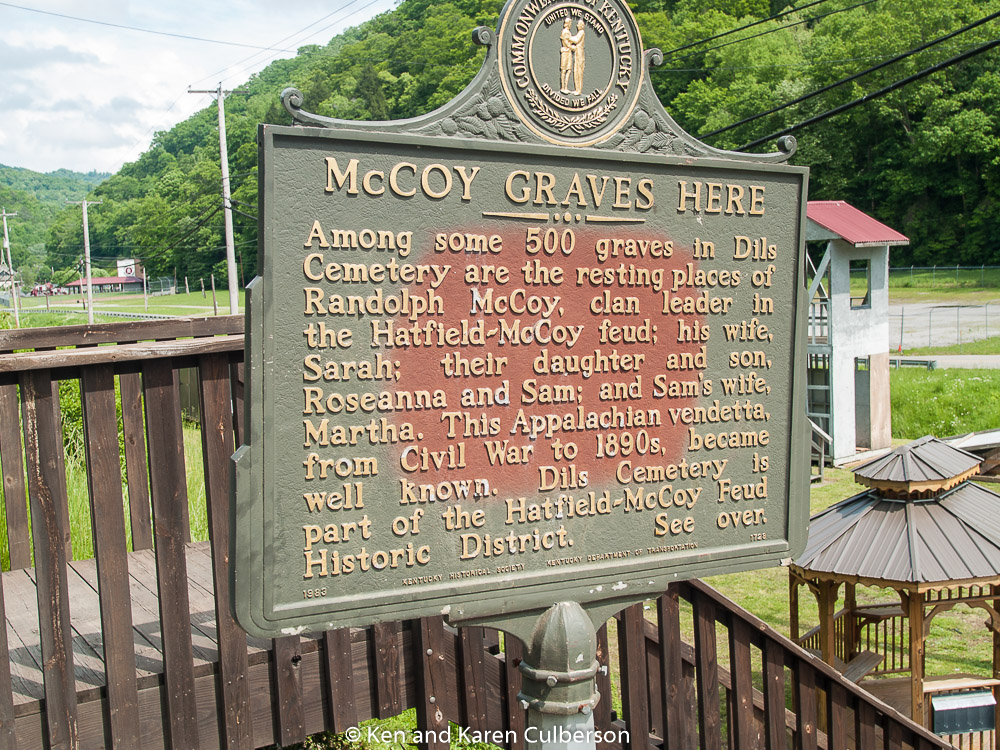 COMMONWEALTH OF KENTUCKY
UNITED WE STAND
DIVIDED WE FALL
McCOY GRAVES HERE
Among some 500 graves in Dils
Cemetery are the resting places of
Randolph McCoy, clan leader in
the Hatfield-McCoy feud; his wife,
Sarah; their daughter and son,
Roseanna and Sam; and Sam's wife,
Martha. This Appalachian vendetta,
from Civil War to 1890s, became
well known. Dils Cemetery is
part of the Hatfield-McCoy Feud
Historic District. See over.
1983 KENTUCKY HISTORICAL SOCIETY KENTUCKY DEPARTMENT OF TRANSPORTATION 1728
© Ken and Karen Culberson